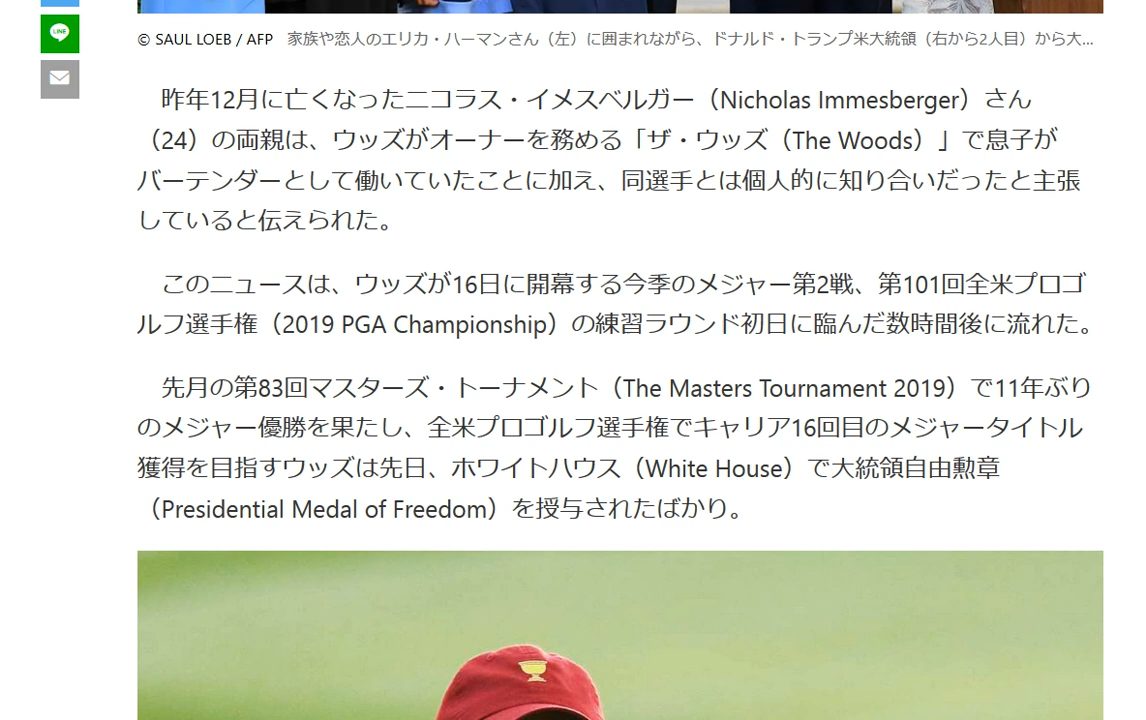 LINE
© SAUL LOEB / AFP 家族や恋人のエリカ・ハーマンさん（左）に囲まれながら、ドナルド・トランプ米大統領（右から2人目）から大...
昨年12月に亡くなったニコラス・イメスベルガー（Nicholas Immesberger）さん
（24）の両親は、ウッズがオーナーを務める「ザ・ウッズ（The Woods）」で息子が
バーテンダーとして働いていたことに加え、同選手とは個人的に知り合いだったと主張
していると伝えられた。
このニュースは、ウッズが16日に開幕する今季のメジャー第2戦、第101回全米プロゴ
ルフ選手権（2019 PGA Championship）の練習ラウンド初日に臨んだ数時間後に流れた。
先月の第83回マスターズ・トーナメント（The Masters Tournament 2019）で11年ぶり
のメジャー優勝を果たし、全米プロゴルフ選手権でキャリア16回目のメジャータイトル
獲得を目指すウッズは先日、ホワイトハウス（White House）で大統領自由勲章
（Presidential Medal of Freedom）を授与されたばかり。